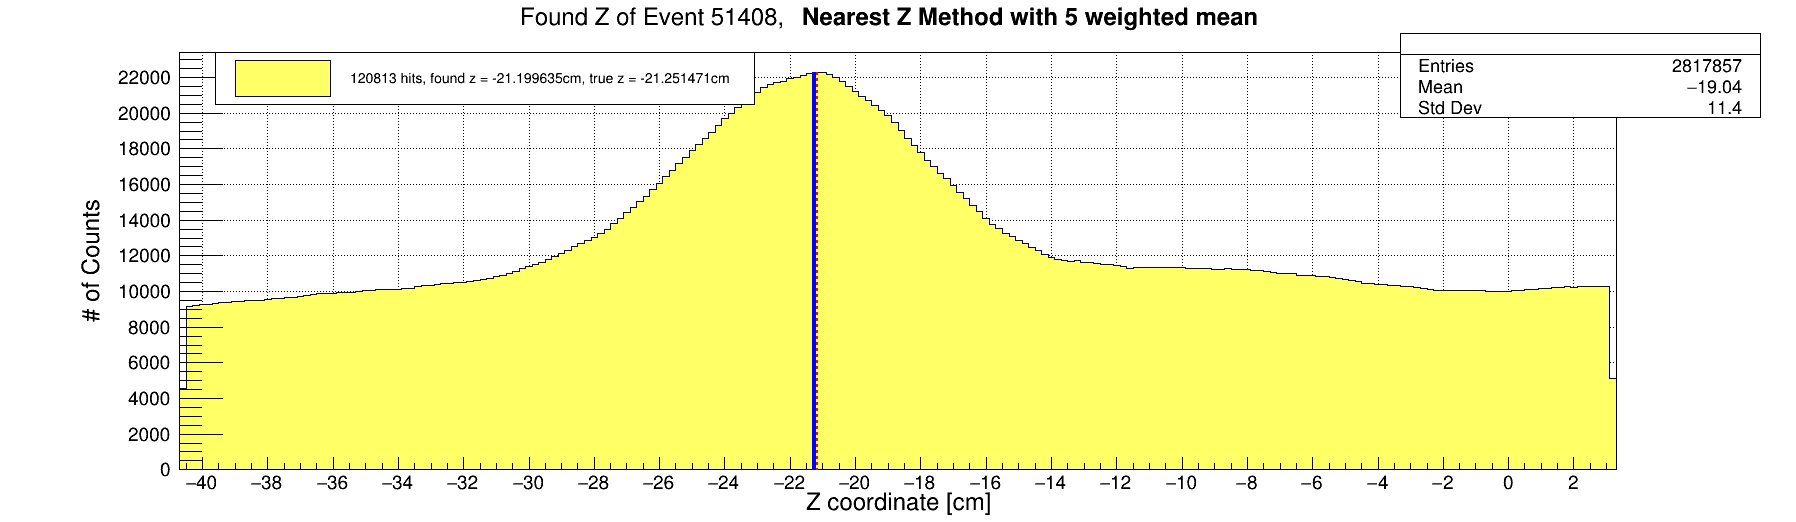 Found Z of Event 51408, Nearest Z Method with 5 weighted mean
120813 hits, found z = -21.199635cm, true z = -21.251471cm
Entries 2817857
Mean −19.04
Std Dev 11.4
# of Counts
22000
20000
18000
16000
14000
12000
10000
8000
6000
4000
2000
0
−40 −38 −36 −34 −32 −30 −28 −26 −24 −22 −20 −18 −16 −14 −12 −10 −8 −6 −4 −2 0 2
Z coordinate [cm]